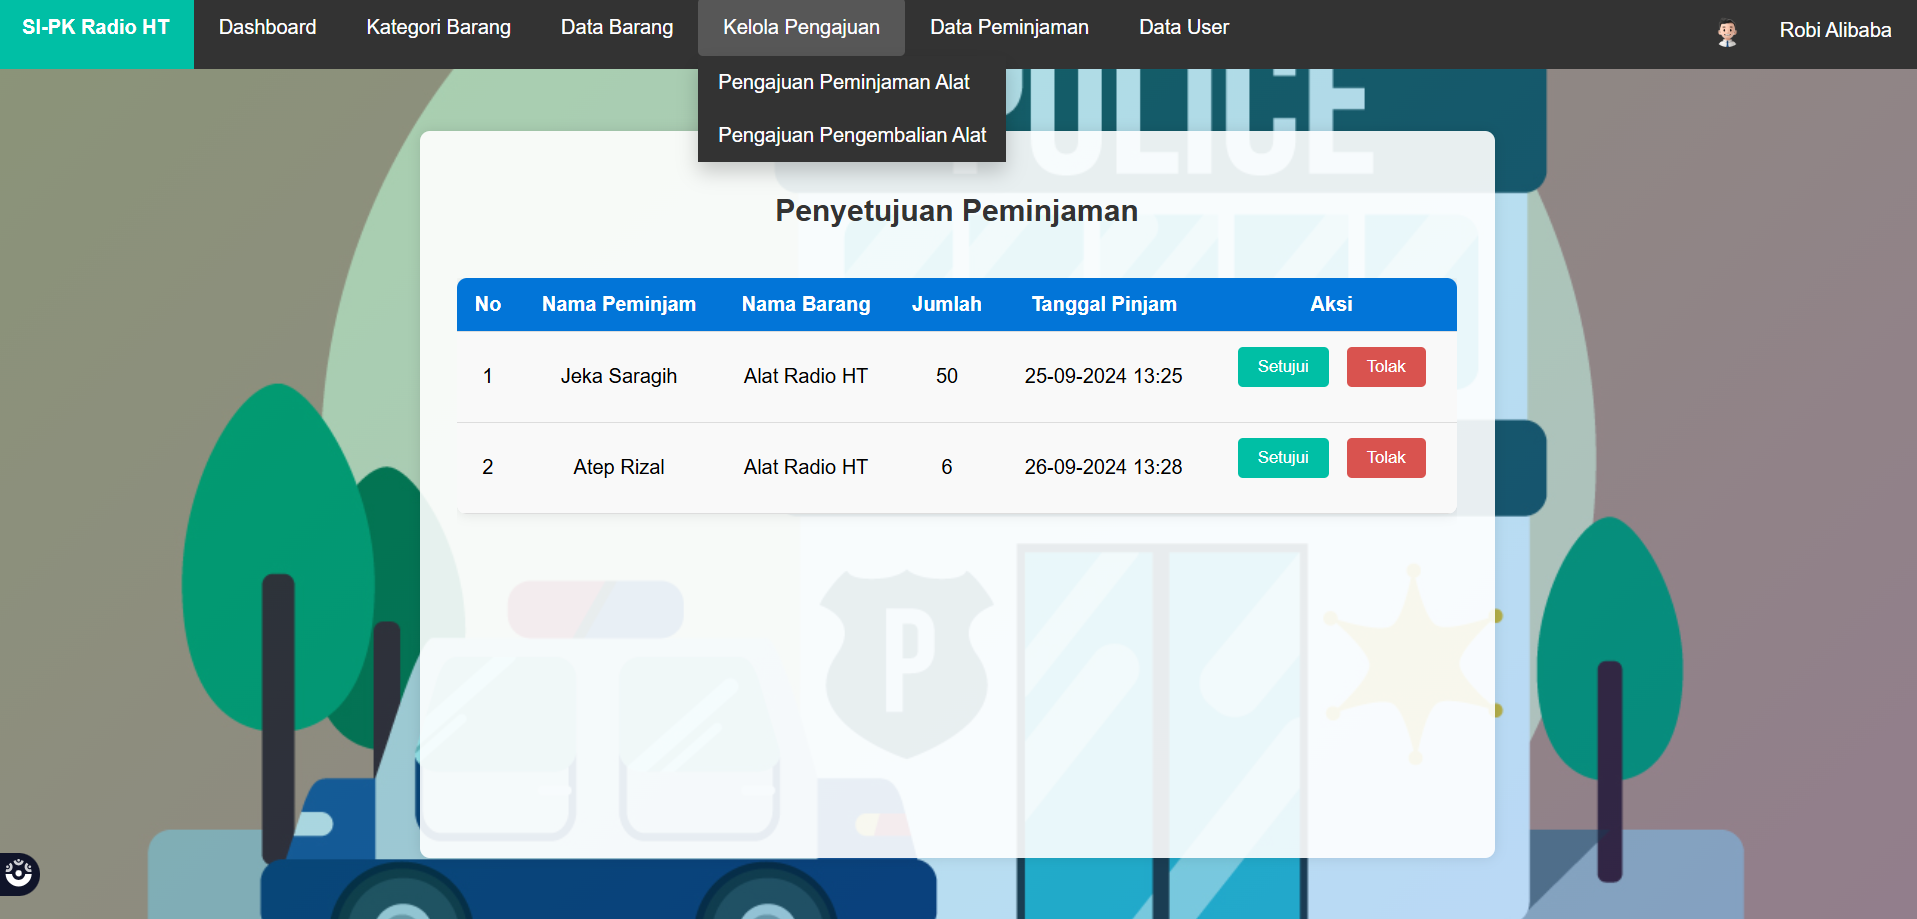 SI-PK Radio HT Dashboard Kategori Barang Data Barang Kelola Pengajuan Data Peminjaman Data User Robi Alibaba
Pengajuan Peminjaman Alat
Pengajuan Pengembalian Alat
POLICE
Penyetujuan Peminjaman
No Nama Peminjam Nama Barang Jumlah Tanggal Pinjam Aksi
1 Jeka Saragih Alat Radio HT 50 25-09-2024 13:25 Setujui Tolak
2 Atep Rizal Alat Radio HT 6 26-09-2024 13:28 Setujui Tolak
P